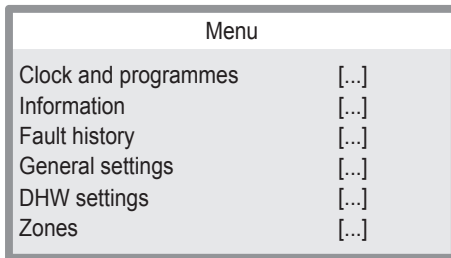 Menu
Clock and programmes [...]
Information [...]
Fault history [...]
General settings [...]
DHW settings [...]
Zones [...]